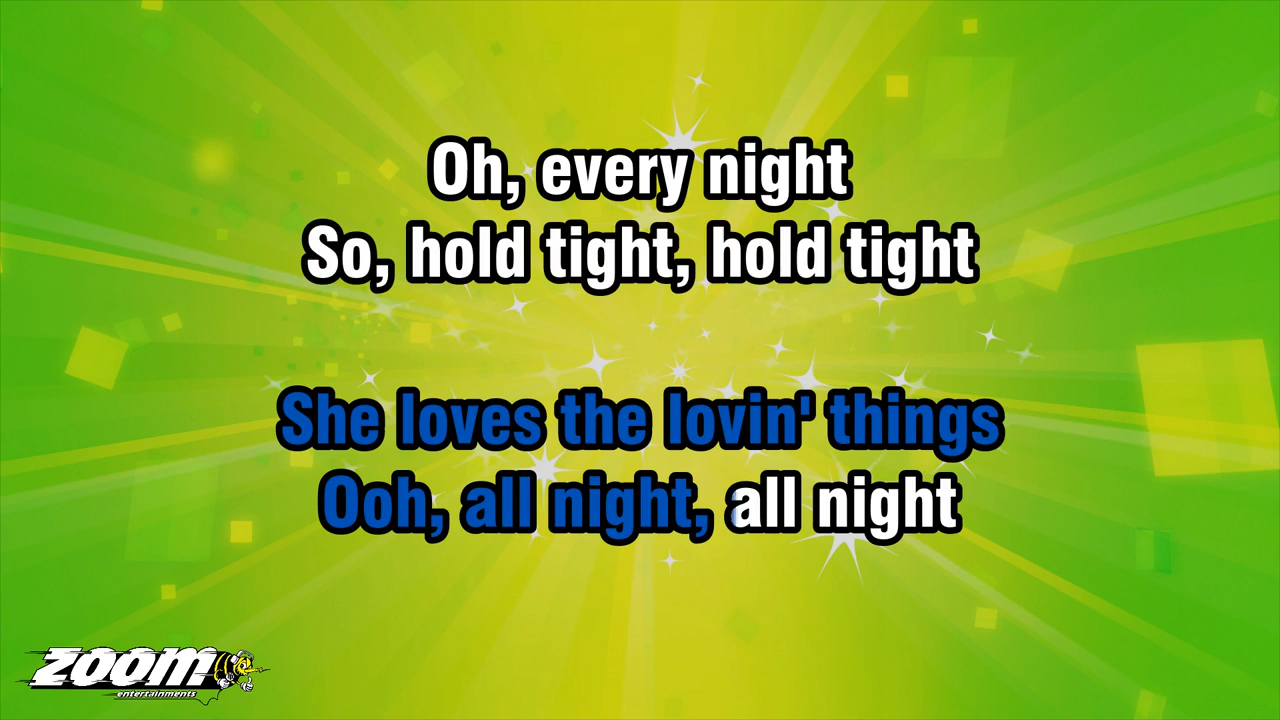 Oh, every night
So, hold tight, hold tight
She loves the lovin' things
Ooh, all night, all night
zoom
entertainments